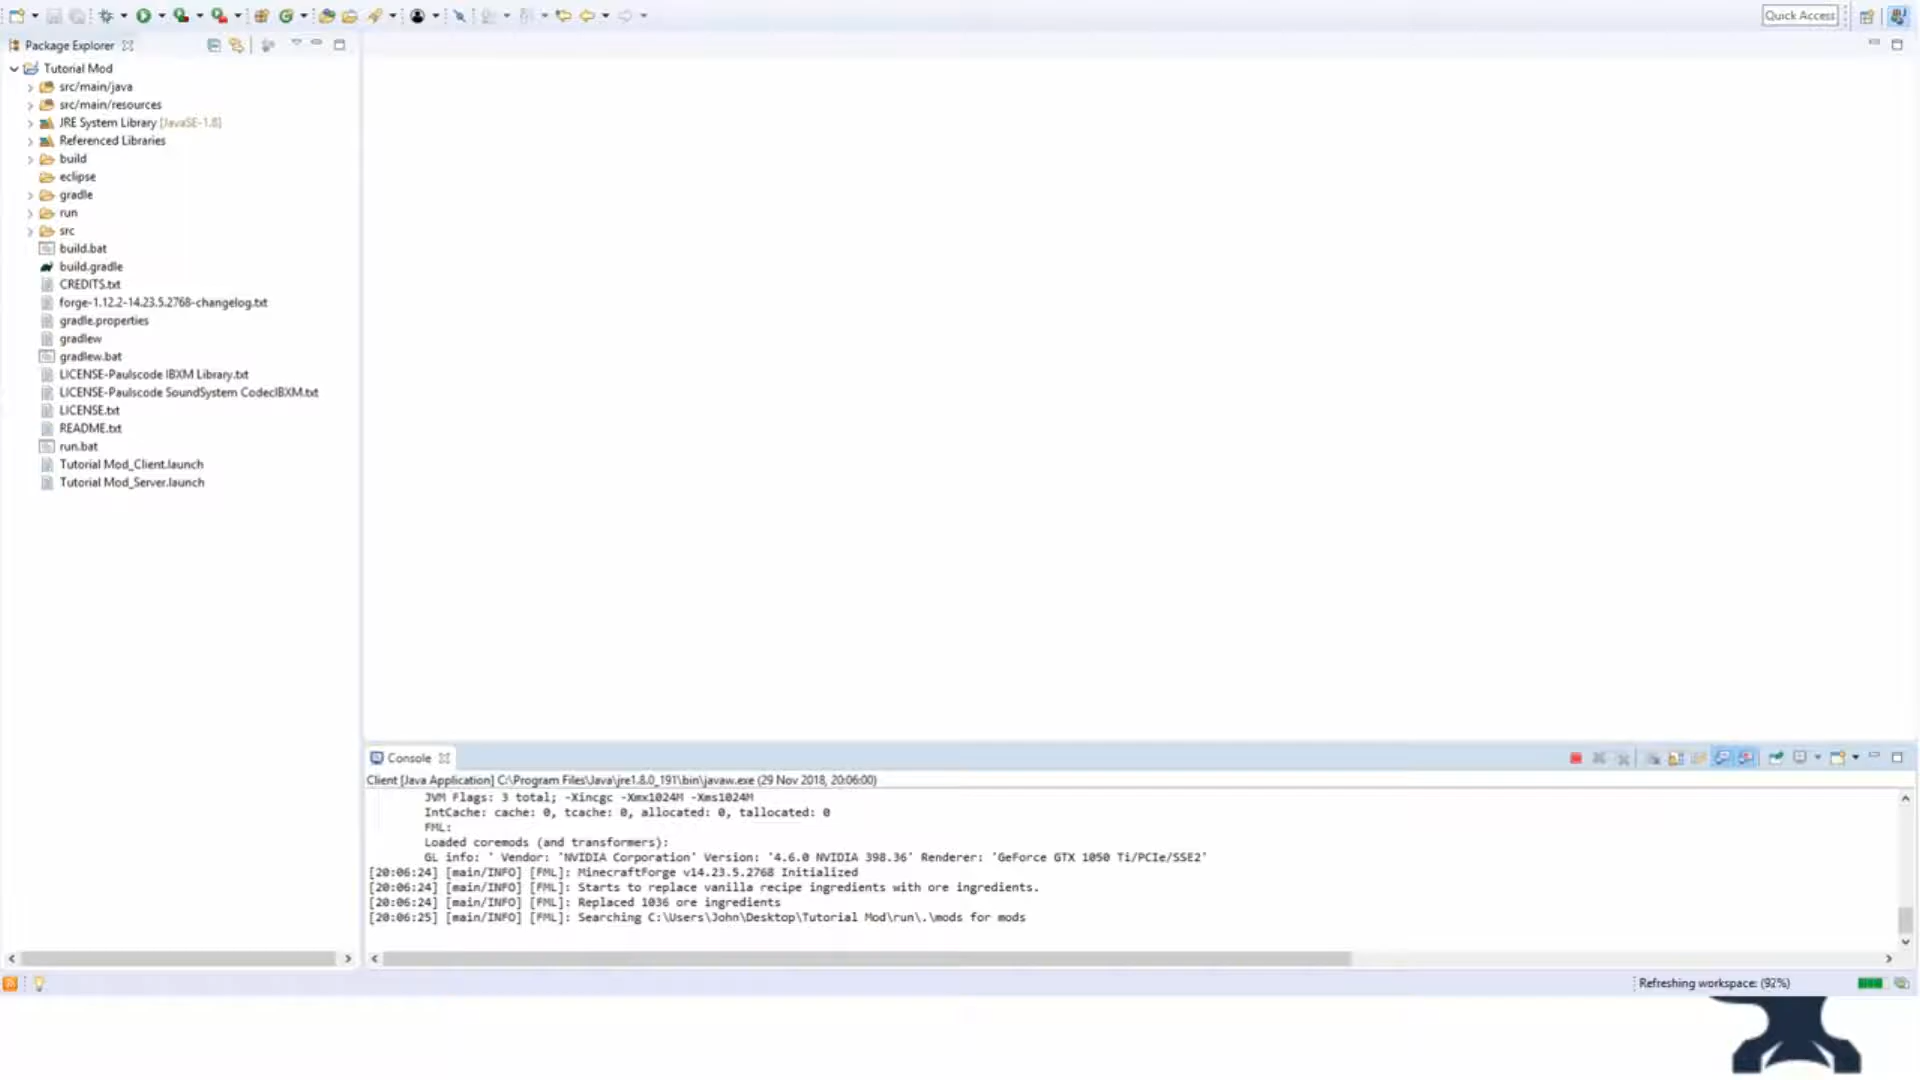 Quick Access
Package Explorer
Tutorial Mod
src/main/java
src/main/resources
JRE System Library [JavaSE-1.8]
Referenced Libraries
build
eclipse
gradle
run
src
build.bat
build.gradle
CREDITS.txt
forge-1.12.2-14.23.5.2768-changelog.txt
gradle.properties
gradlew
gradlew.bat
LICENSE-Paulscode IBXM Library.txt
LICENSE-Paulscode SoundSystem CodecIBXM.txt
LICENSE.txt
README.txt
run.bat
Tutorial Mod_Client.launch
Tutorial Mod_Server.launch
Console
Client [Java Application] C:\Program Files\Java\jre1.8.0_191\bin\javaw.exe (29 Nov 2018, 20:06:00)
JVM Flags: 3 total; -Xincgc -Xmx1024M -Xms1024M
IntCache: cache: 0, tcache: 0, allocated: 0, tallocated: 0
FML:
Loaded coremods (and transformers):
GL info: ' Vendor: 'NVIDIA Corporation' Version: '4.6.0 NVIDIA 398.36' Renderer: 'GeForce GTX 1050 Ti/PCIe/SSE2'
[20:06:24] [main/INFO] [FML]: MinecraftForge v14.23.5.2768 Initialized
[20:06:24] [main/INFO] [FML]: Starts to replace vanilla recipe ingredients with ore ingredients.
[20:06:24] [main/INFO] [FML]: Replaced 1036 ore ingredients
[20:06:25] [main/INFO] [FML]: Searching C:\Users\John\Desktop\Tutorial Mod\run\.\mods for mods
Refreshing workspace: (92%)